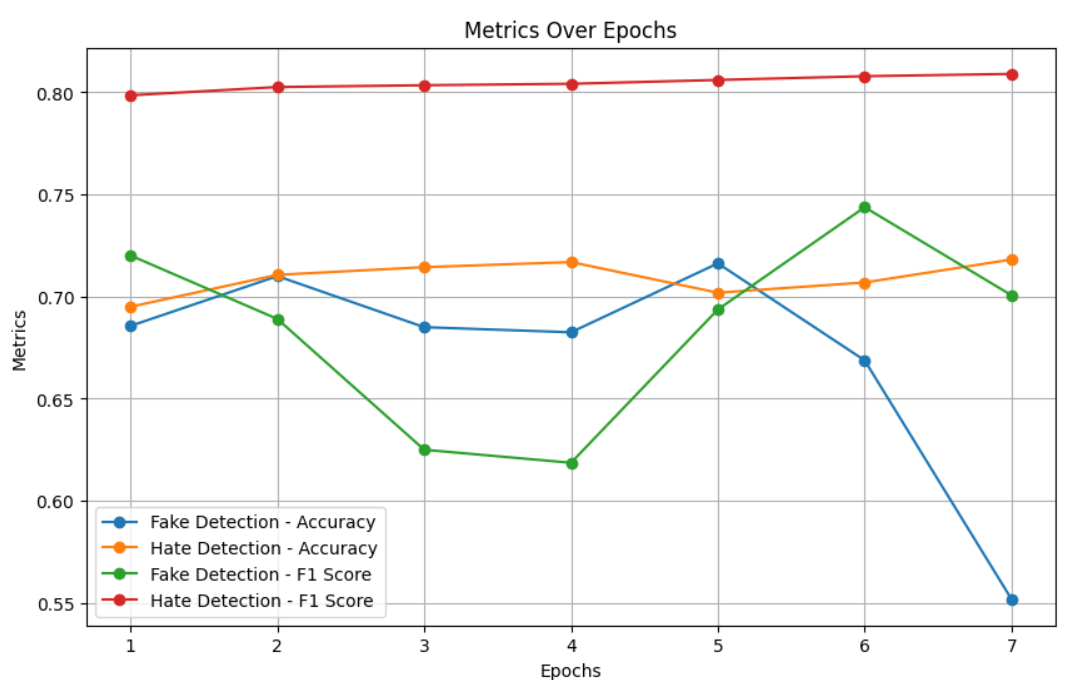 Metrics Over Epochs
Metrics
0.80
0.75
0.70
0.65
0.60
0.55
Fake Detection - Accuracy
Hate Detection - Accuracy
Fake Detection - F1 Score
Hate Detection - F1 Score
1 2 3 4 5 6 7
Epochs